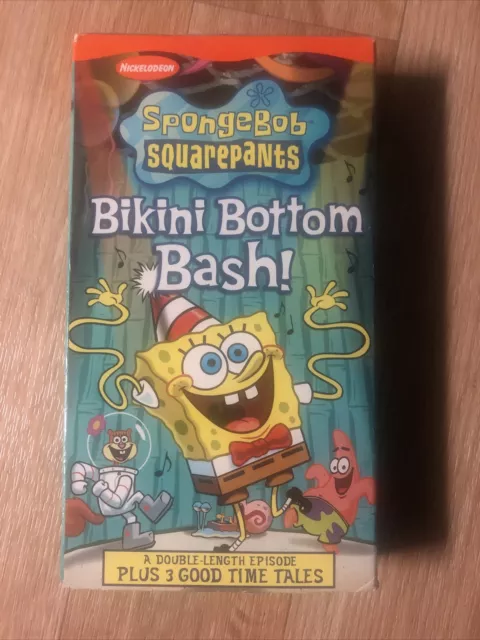 NICKELODEON
SpongeBob
SQUAREPANTS
Bikini Bottom
Bash!
A DOUBLE-LENGTH EPISODE
PLUS 3 GOOD TIME TALES